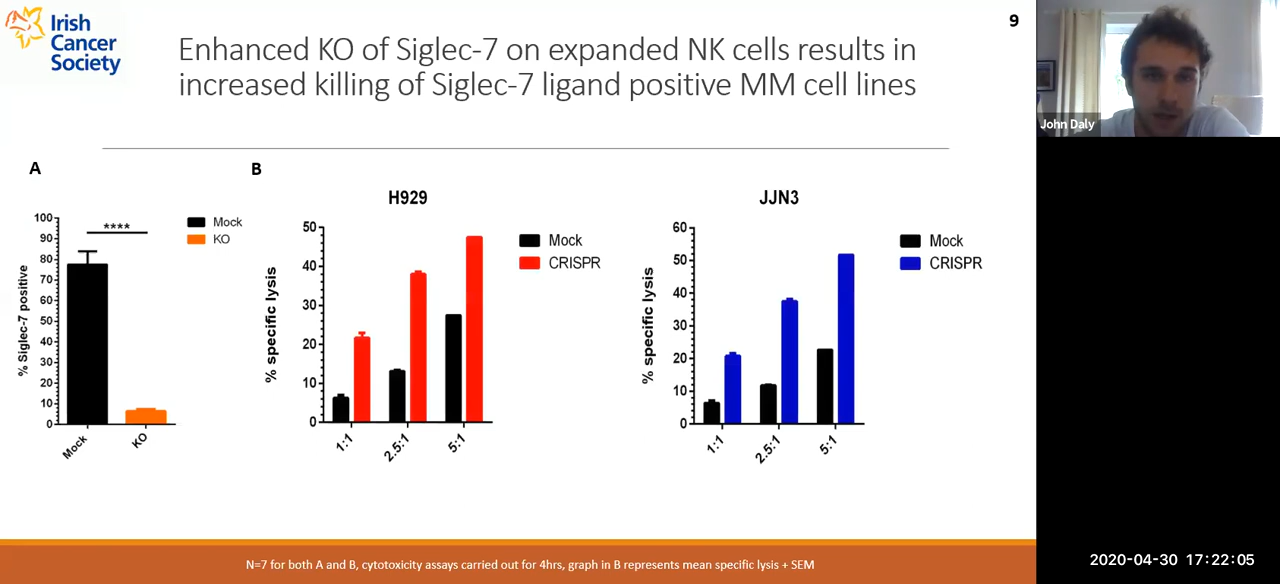 Irish
Cancer
Society
9
Enhanced KO of Siglec-7 on expanded NK cells results in
increased killing of Siglec-7 ligand positive MM cell lines
John Daly
A
B
% Siglec-7 positive
100
90
80
70
60
50
40
30
20
10
0
****
Mock
KO
Mock
KO
H929
% specific lysis
50
40
30
20
10
0
1:1
2.5:1
5:1
Mock
CRISPR
JJN3
% specific lysis
60
50
40
30
20
10
0
1:1
2.5:1
5:1
Mock
CRISPR
N=7 for both A and B, cytotoxicity assays carried out for 4hrs, graph in B represents mean specific lysis + SEM
2020-04-30 17:22:05